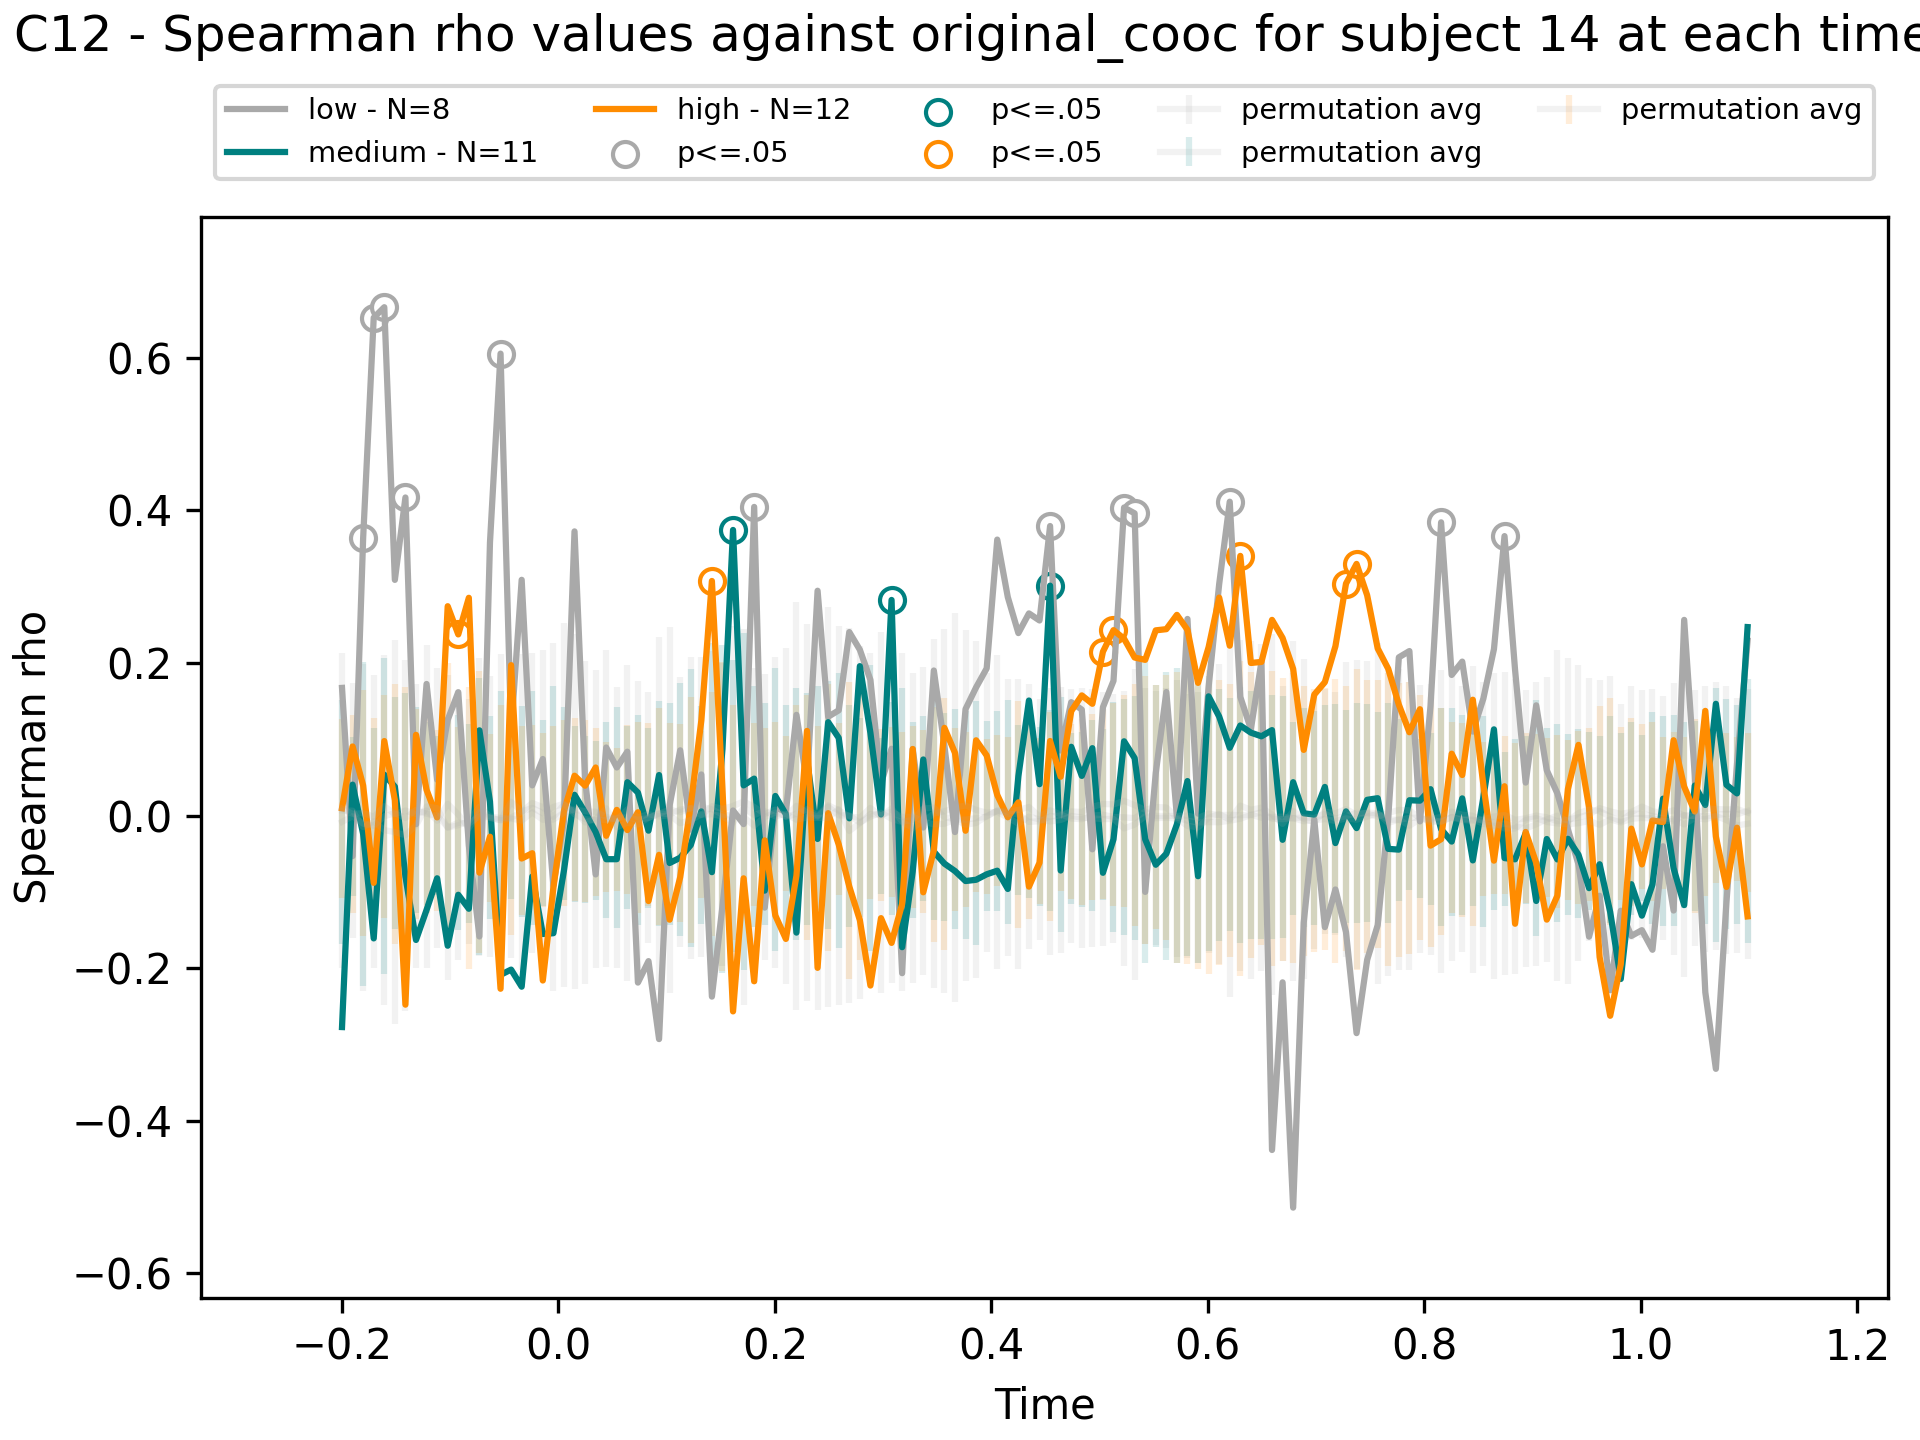 C12 - Spearman rho values against original_cooc for subject 14 at each time
low - N=8
medium - N=11
high - N=12
p<=.05
p<=.05
p<=.05
permutation avg
permutation avg
permutation avg
Spearman rho
0.6
0.4
0.2
0.0
−0.2
−0.4
−0.6
−0.2 0.0 0.2 0.4 0.6 0.8 1.0 1.2
Time